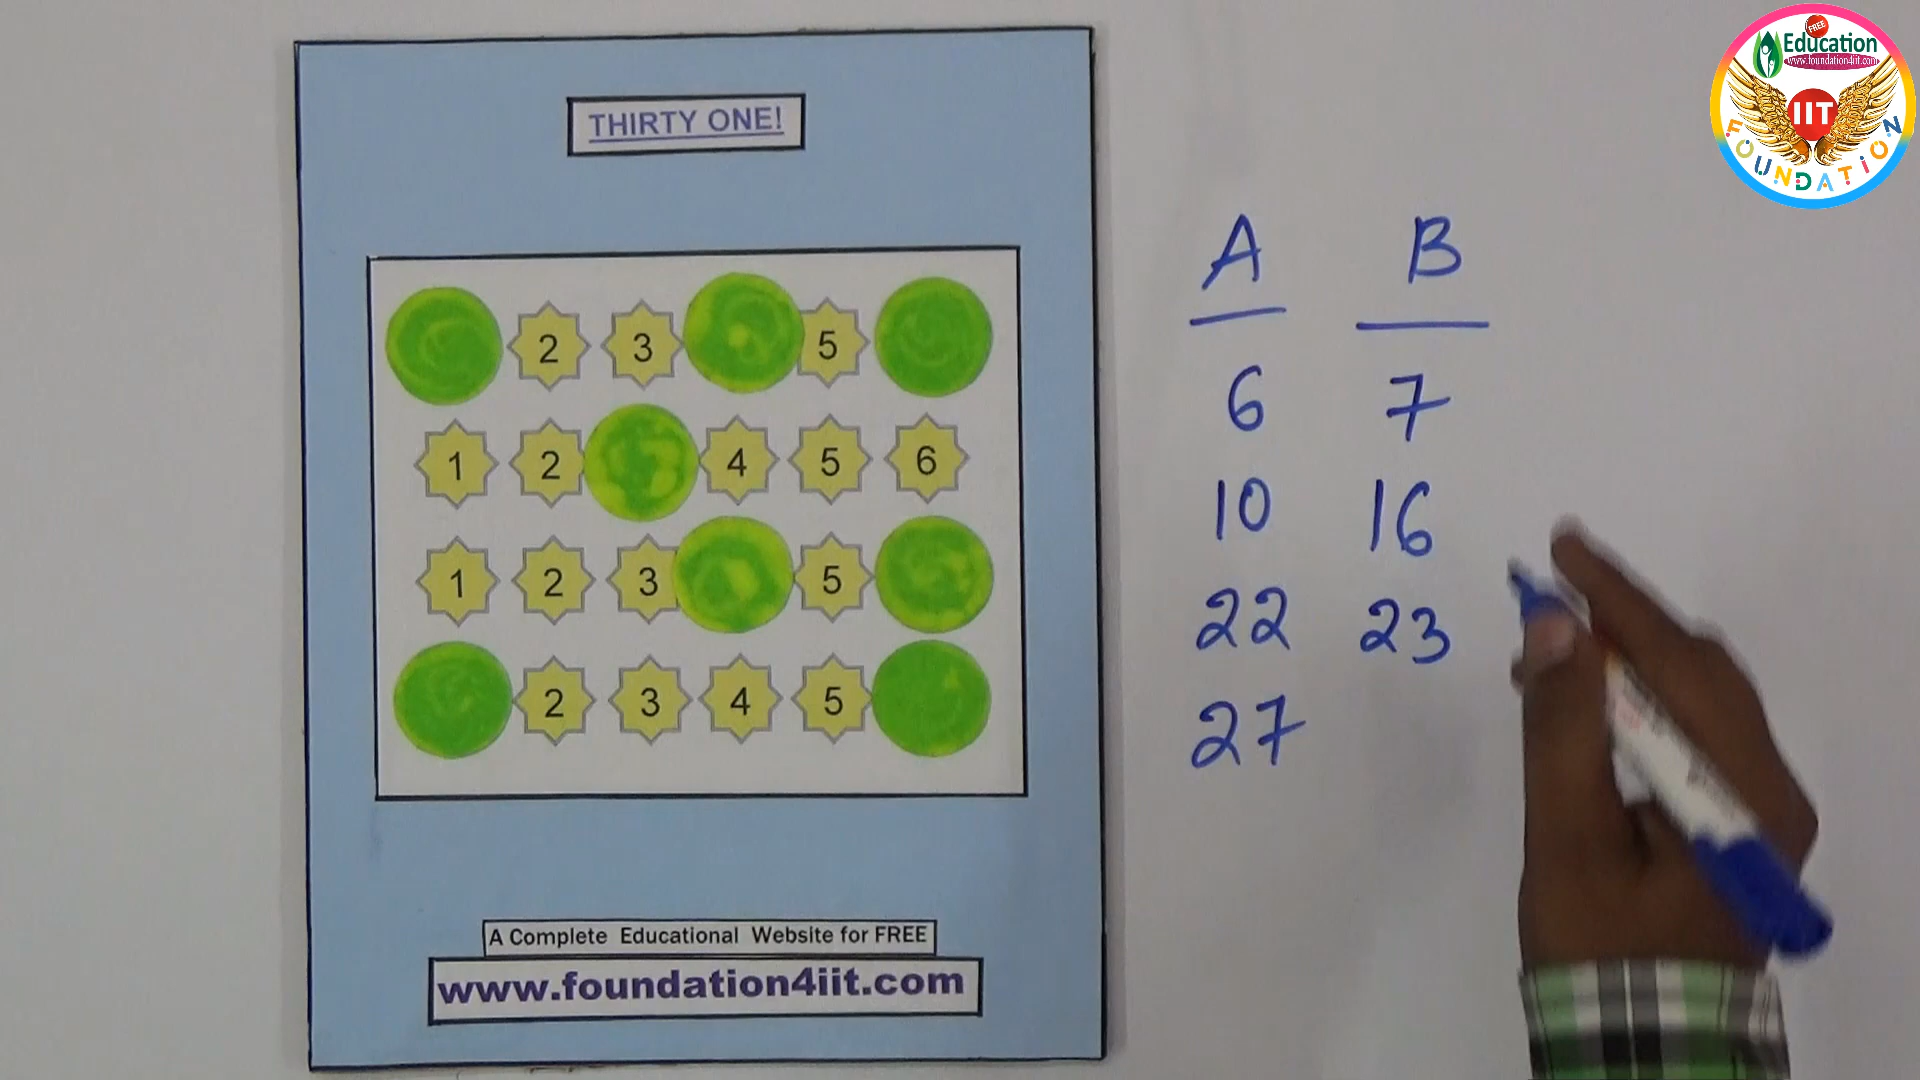 THIRTY ONE!
2 3 5
1 2 4 5 6
1 2 3 5
2 3 4 5
A Complete Educational Website for FREE
www.foundation4iit.com
A B
6 7
10 16
22 23
27
FREE
Education
www.foundation4iit.com
IIT
FOUNDATION